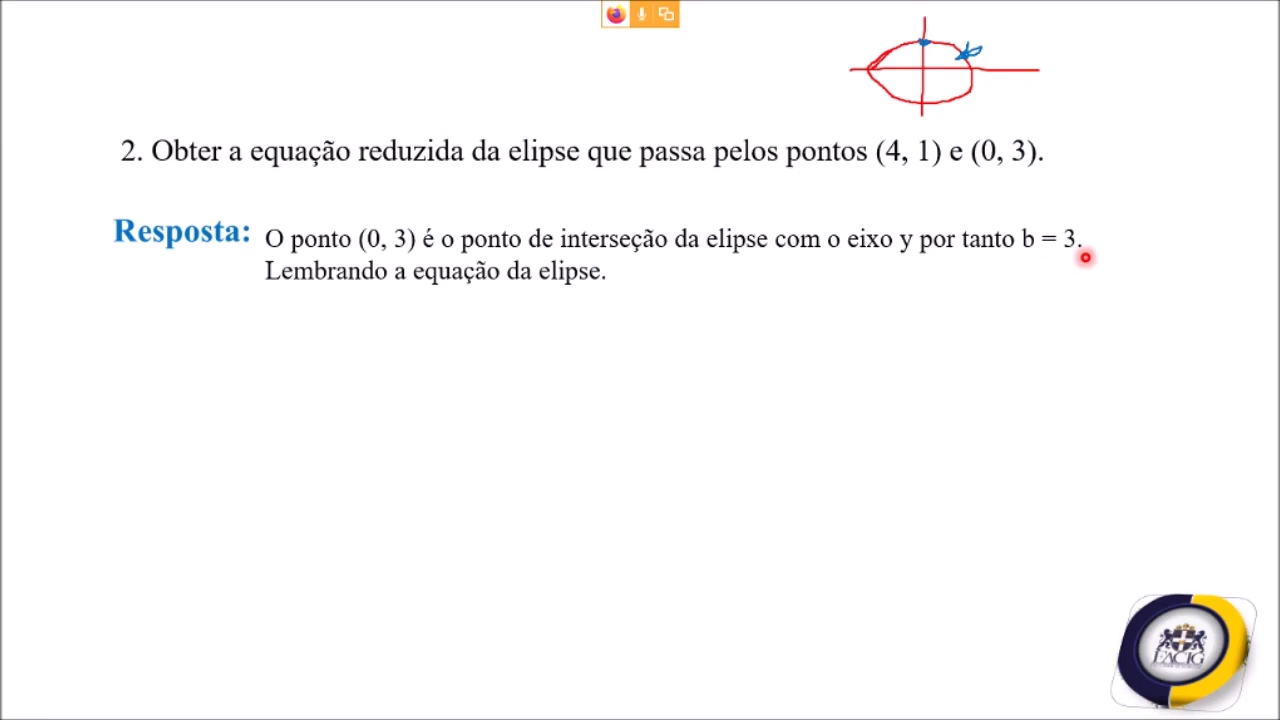 2. Obter a equação reduzida da elipse que passa pelos pontos (4, 1) e (0, 3).
Resposta: O ponto (0, 3) é o ponto de interseção da elipse com o eixo y por tanto b = 3.
Lembrando a equação da elipse.
FACIG